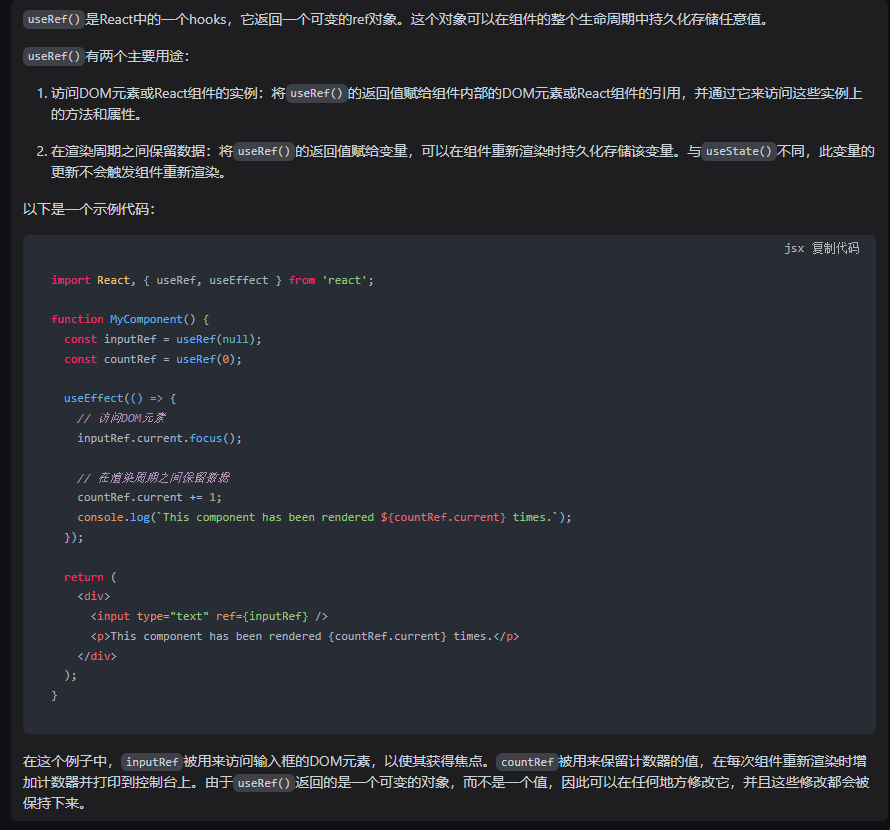 useRef()是React中的一个hooks，它返回一个可变的ref对象。这个对象可以在组件的整个生命周期中持久化存储任意值。
useRef()有两个主要用途：
1. 访问DOM元素或React组件的实例：将useRef()的返回值赋给组件内部的DOM元素或React组件的引用，并通过它来访问这些实例上
的方法和属性。
2. 在渲染周期之间保留数据：将useRef()的返回值赋给变量，可以在组件重新渲染时持久化存储该变量。与useState()不同，此变量的
更新不会触发组件重新渲染。
以下是一个示例代码：
jsx 复制代码
import React, { useRef, useEffect } from 'react';
function MyComponent() {
  const inputRef = useRef(null);
  const countRef = useRef(0);
  useEffect(() => {
    // 访问DOM元素
    inputRef.current.focus();
    // 在渲染周期之间保留数据
    countRef.current += 1;
    console.log(`This component has been rendered ${countRef.current} times.`);
  });
  return (
    <div>
      <input type="text" ref={inputRef} />
      <p>This component has been rendered {countRef.current} times.</p>
    </div>
  );
}
在这个例子中，inputRef被用来访问输入框的DOM元素，以使其获得焦点。countRef被用来保留计数器的值，在每次组件重新渲染时增
加计数器并打印到控制台上。由于useRef()返回的是一个可变的对象，而不是一个值，因此可以在任何地方修改它，并且这些修改都会被
保持下来。